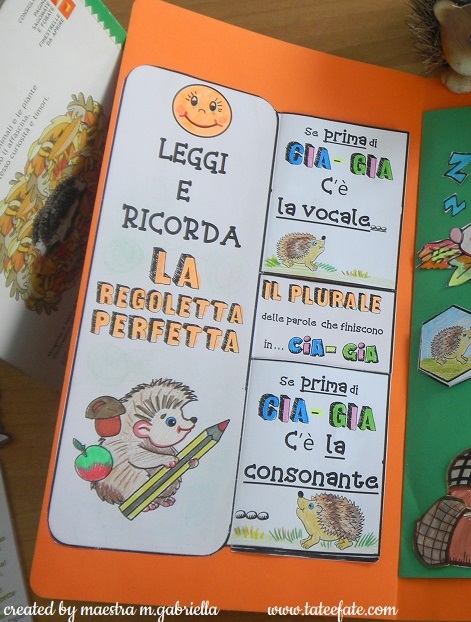 LEGGI
E
RICORDA
LA
REGOLETTA
PERFETTA
Se prima di
CIA- GIA
C'è
la vocale...
IL PLURALE
delle parole che finiscono
in... CIA - GIA
Se prima di
CIA- GIA
C'è la
consonante
...
Z
Z
created by maestra m.gabriella
www.tateefate.com